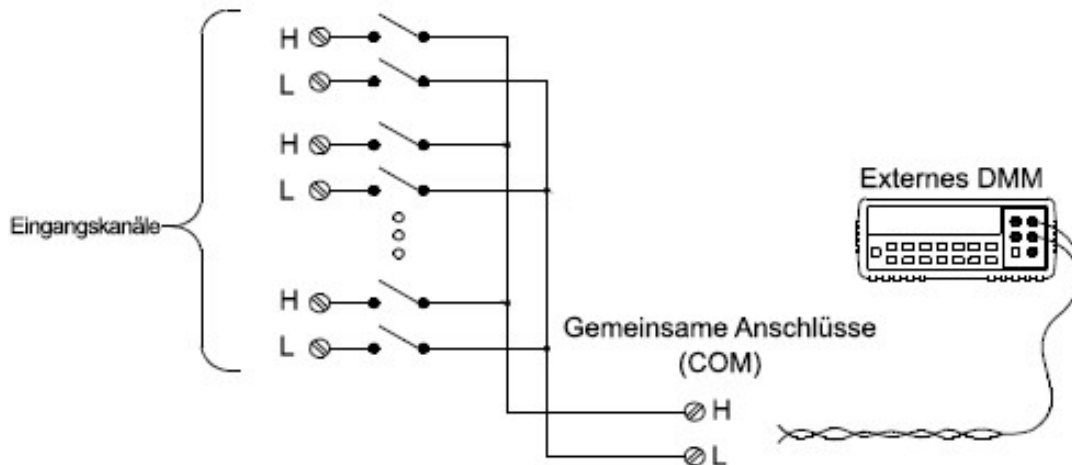 H
L
H
L
Externes DMM
Eingangskanäle
H
L
Gemeinsame Anschlüsse
(COM)
H
L